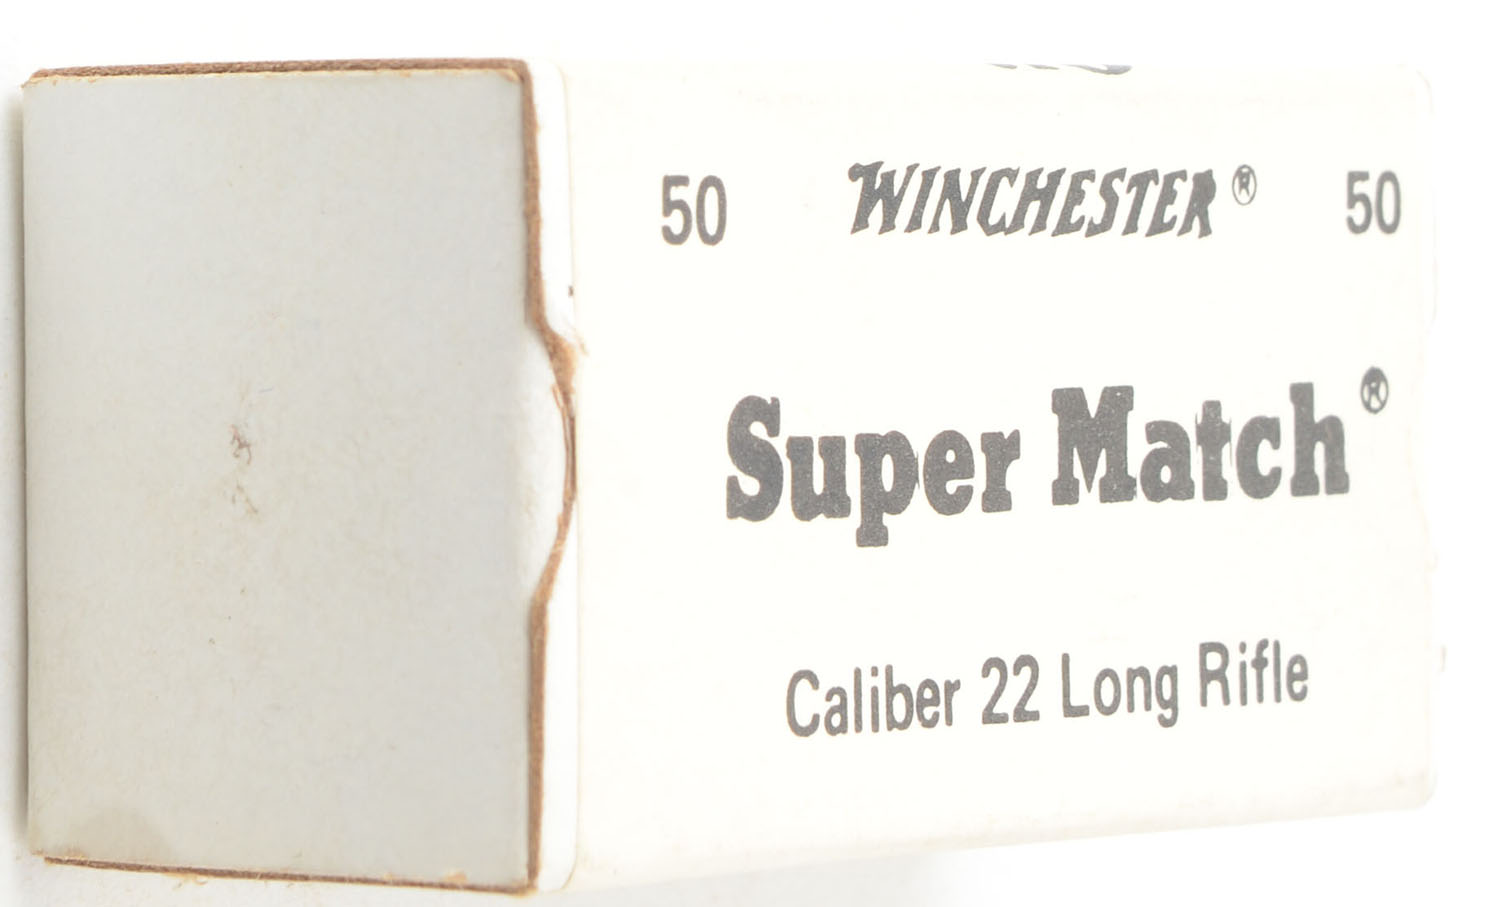 50 WINCHESTER® 50
Super Match®
Caliber 22 Long Rifle